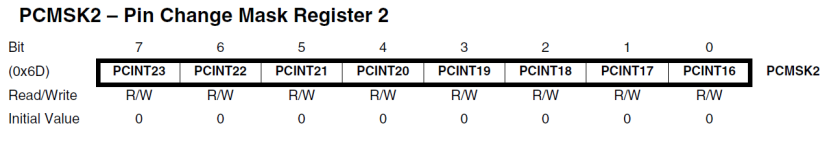 PCMSK2 – Pin Change Mask Register 2
Bit 7 6 5 4 3 2 1 0
(0x6D) PCINT23 PCINT22 PCINT21 PCINT20 PCINT19 PCINT18 PCINT17 PCINT16 PCMSK2
Read/Write R/W R/W R/W R/W R/W R/W R/W R/W
Initial Value 0 0 0 0 0 0 0 0